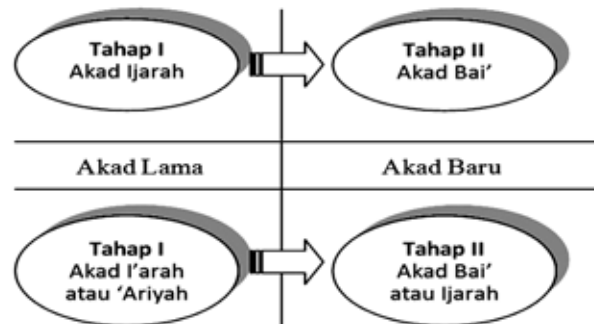 Tahap I
Akad Ijarah
Tahap II
Akad Bai’
Akad Lama
Akad Baru
Tahap I
Akad I’arah
atau ‘Ariyah
Tahap II
Akad Bai’
atau Ijarah